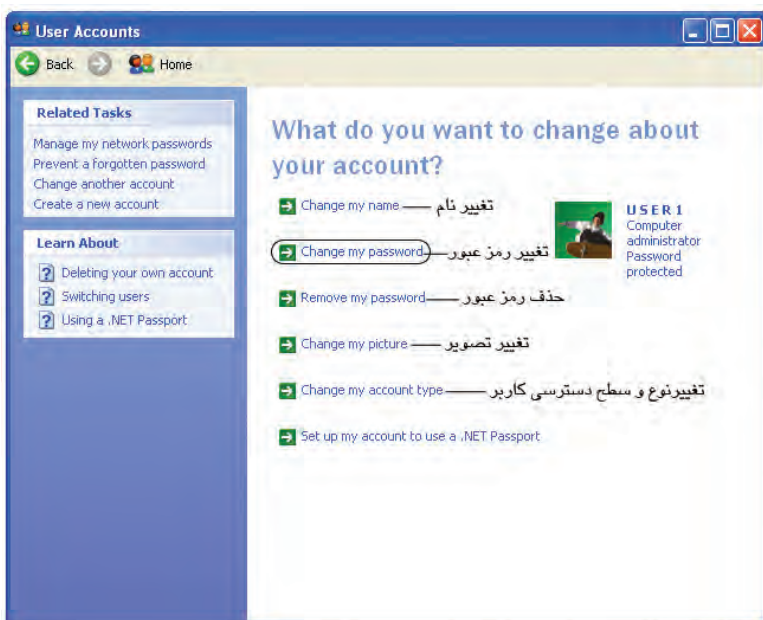 User Accounts
Back Home
Related Tasks
Manage my network passwords
Prevent a forgotten password
Change another account
Create a new account
Learn About
Deleting your own account
Switching users
Using a .NET Passport
What do you want to change about
your account?
Change my name تغییر نام
Change my password تغییر رمز عبور
Remove my password حذف رمز عبور
Change my picture تغییر تصویر
Change my account type تغییرنوع و سطح دسترسی کاربر
Set up my account to use a .NET Passport
USER 1
Computer
administrator
Password
protected